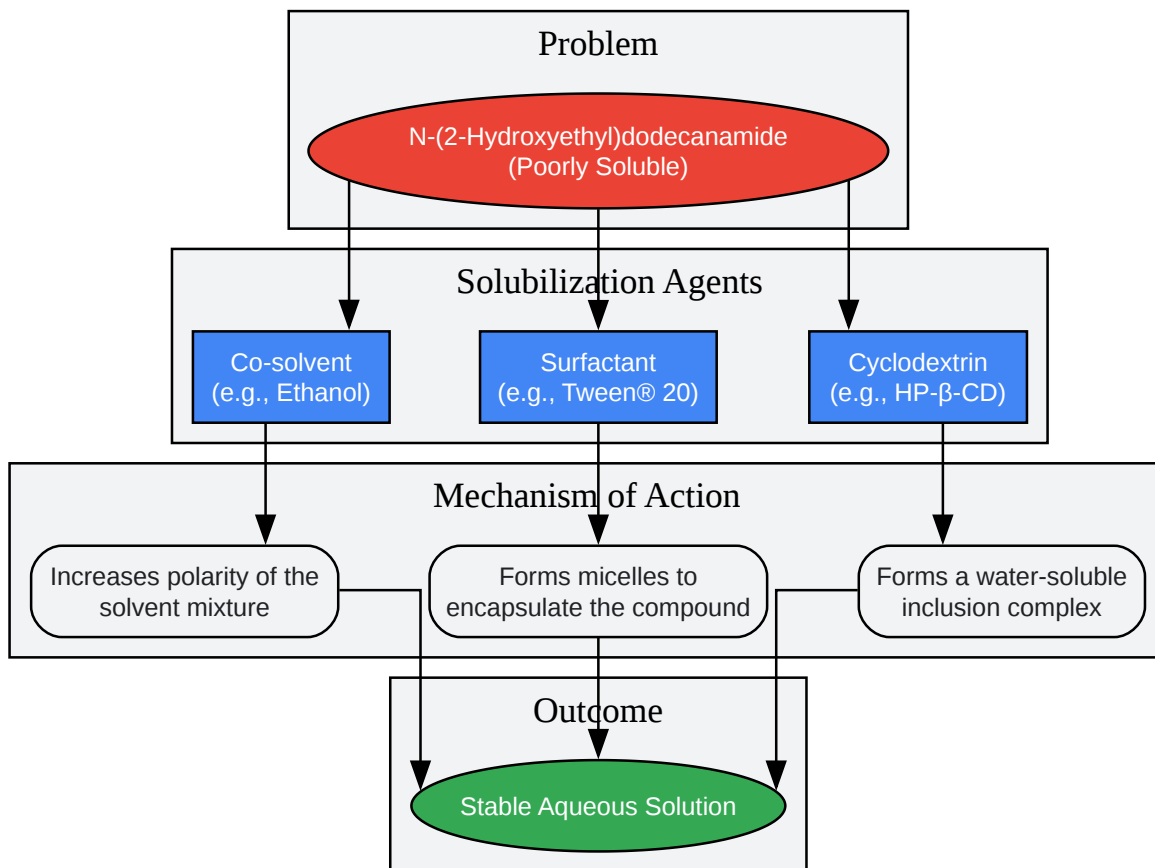 Problem
N-(2-Hydroxyethyl)dodecanamide
(Poorly Soluble)
Solubilization Agents
Co-solvent
(e.g., Ethanol)
Surfactant
(e.g., Tween® 20)
Cyclodextrin
(e.g., HP-β-CD)
Mechanism of Action
Increases polarity of the
solvent mixture
Forms micelles to
encapsulate the compound
Forms a water-soluble
inclusion complex
Outcome
Stable Aqueous Solution